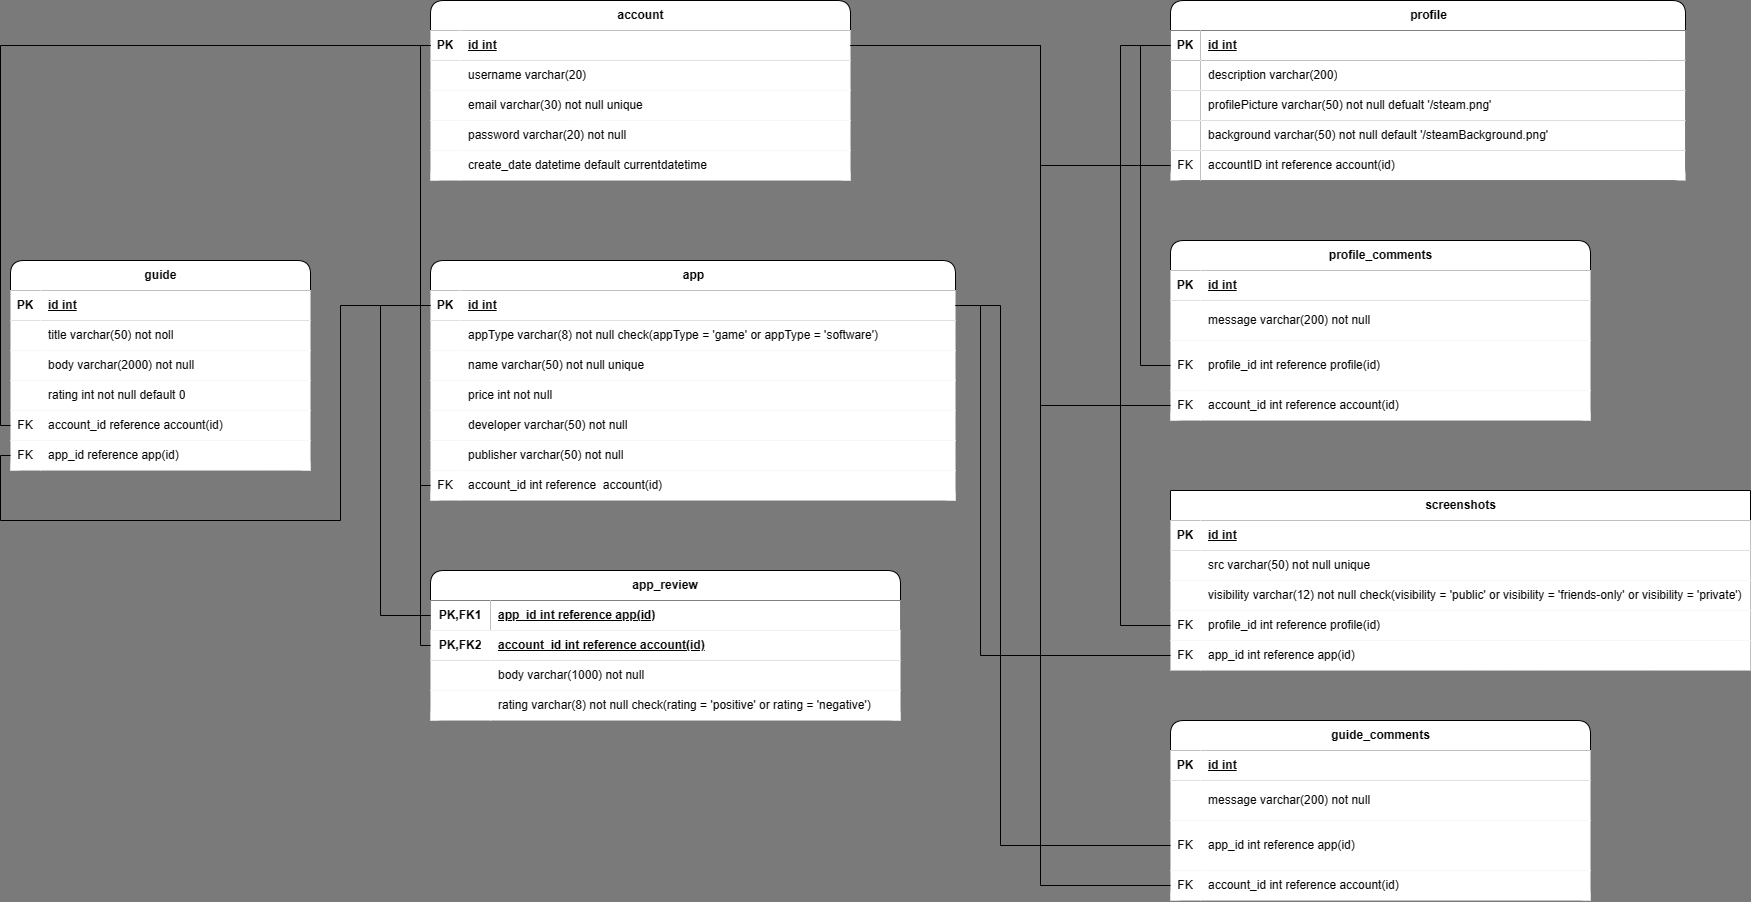 account
PK id int
username varchar(20)
email varchar(30) not null unique
password varchar(20) not null
create_date datetime default currentdatetime
profile
PK id int
description varchar(200)
profilePicture varchar(50) not null defualt '/steam.png'
background varchar(50) not null default '/steamBackground.png'
FK accountID int reference account(id)
guide
PK id int
title varchar(50) not noll
body varchar(2000) not null
rating int not null default 0
FK account_id reference account(id)
FK app_id reference app(id)
app
PK id int
appType varchar(8) not null check(appType = 'game' or appType = 'software')
name varchar(50) not null unique
price int not null
developer varchar(50) not null
publisher varchar(50) not null
FK account_id int reference  account(id)
profile_comments
PK id int
message varchar(200) not null
FK profile_id int reference profile(id)
FK account_id int reference account(id)
screenshots
PK id int
src varchar(50) not null unique
visibility varchar(12) not null check(visibility = 'public' or visibility = 'friends-only' or visibility = 'private')
FK profile_id int reference profile(id)
FK app_id int reference app(id)
app_review
PK,FK1 app_id int reference app(id)
PK,FK2 account_id int reference account(id)
body varchar(1000) not null
rating varchar(8) not null check(rating = 'positive' or rating = 'negative')
guide_comments
PK id int
message varchar(200) not null
FK app_id int reference app(id)
FK account_id int reference account(id)